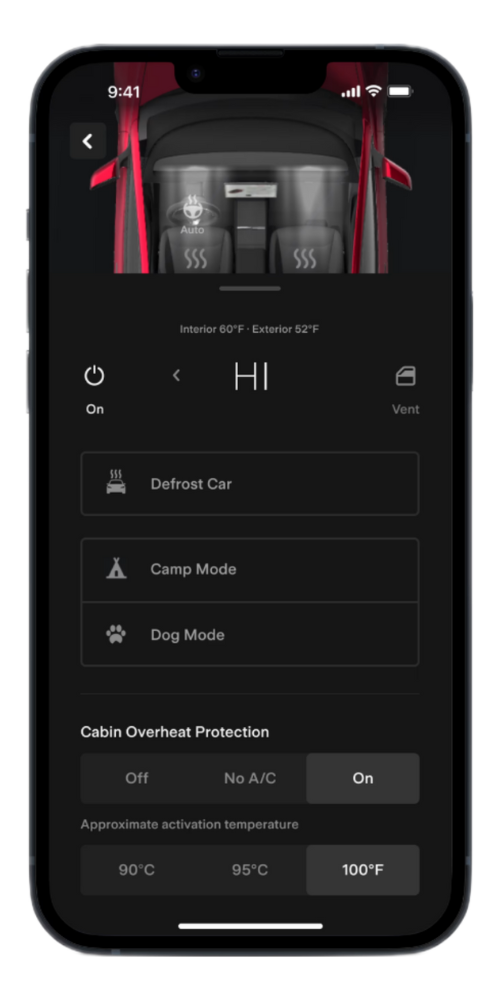 9:41
Auto
Interior 60°F · Exterior 52°F
HI
On
Vent
Defrost Car
Camp Mode
Dog Mode
Cabin Overheat Protection
Off No A/C On
Approximate activation temperature
90°C 95°C 100°F